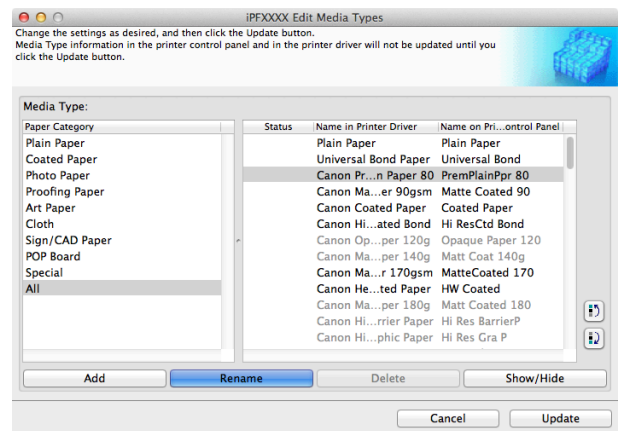 iPFXXXX Edit Media Types
Change the settings as desired, and then click the Update button.
Media Type information in the printer control panel and in the printer driver will not be updated until you
click the Update button.
Media Type:
Paper Category
Plain Paper
Coated Paper
Photo Paper
Proofing Paper
Art Paper
Cloth
Sign/CAD Paper
POP Board
Special
All
Status Name in Printer Driver Name on Pri...ontrol Panel
Plain Paper Plain Paper
Universal Bond Paper Universal Bond
Canon Pr...n Paper 80 PremPlainPpr 80
Canon Ma...er 90gsm Matte Coated 90
Canon Coated Paper Coated Paper
Canon Hi...ated Bond Hi ResCtd Bond
Canon Op...per 120g Opaque Paper 120
Canon Ma...per 140g Matt Coat 140g
Canon Ma...r 170gsm MatteCoated 170
Canon He...ted Paper HW Coated
Canon Ma...per 180g Matt Coated 180
Canon Hi...rrier Paper Hi Res BarrierP
Canon Hi...phic Paper Hi Res Gra P
Add Rename Delete Show/Hide
Cancel Update